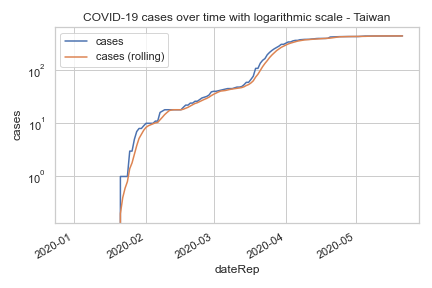 COVID-19 cases over time with logarithmic scale - Taiwan
cases
cases (rolling)
10²
10¹
10⁰
cases
2020-01
2020-02
2020-03
2020-04
2020-05
dateRep